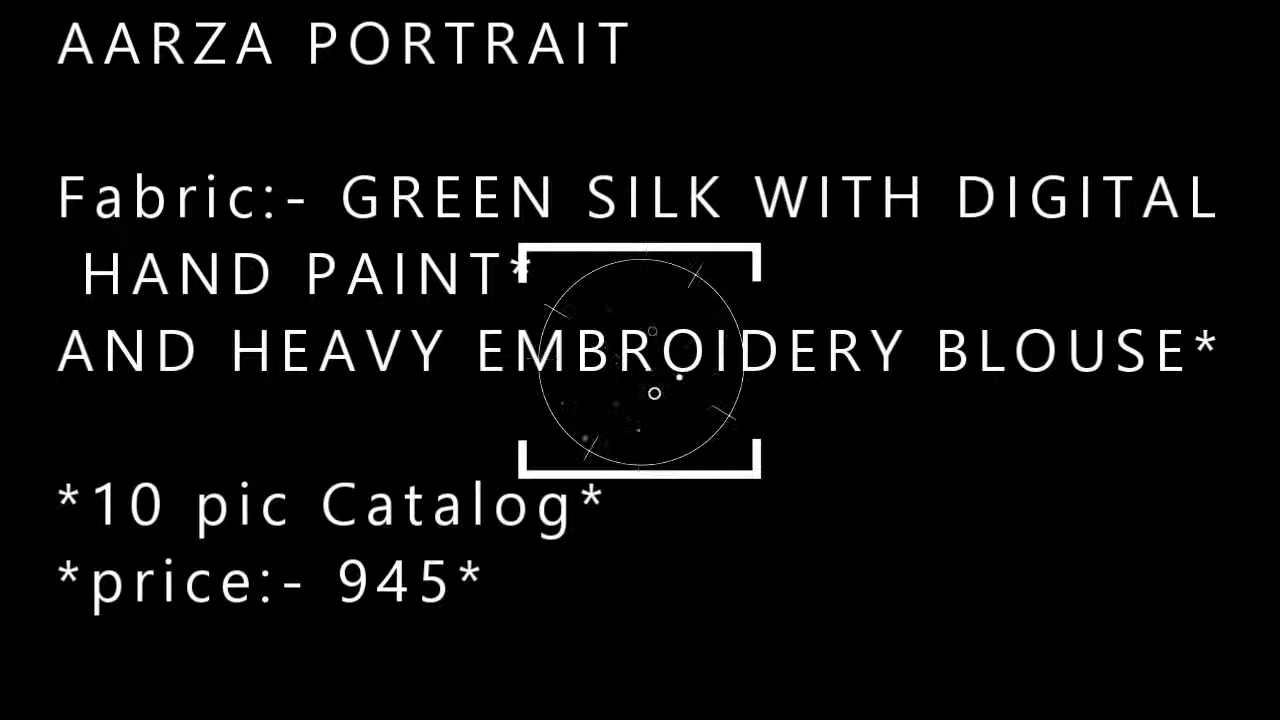 AARZA PORTRAIT
Fabric:- GREEN SILK WITH DIGITAL
HAND PAINT*
AND HEAVY EMBROIDERY BLOUSE*
*10 pic Catalog*
*price:- 945*